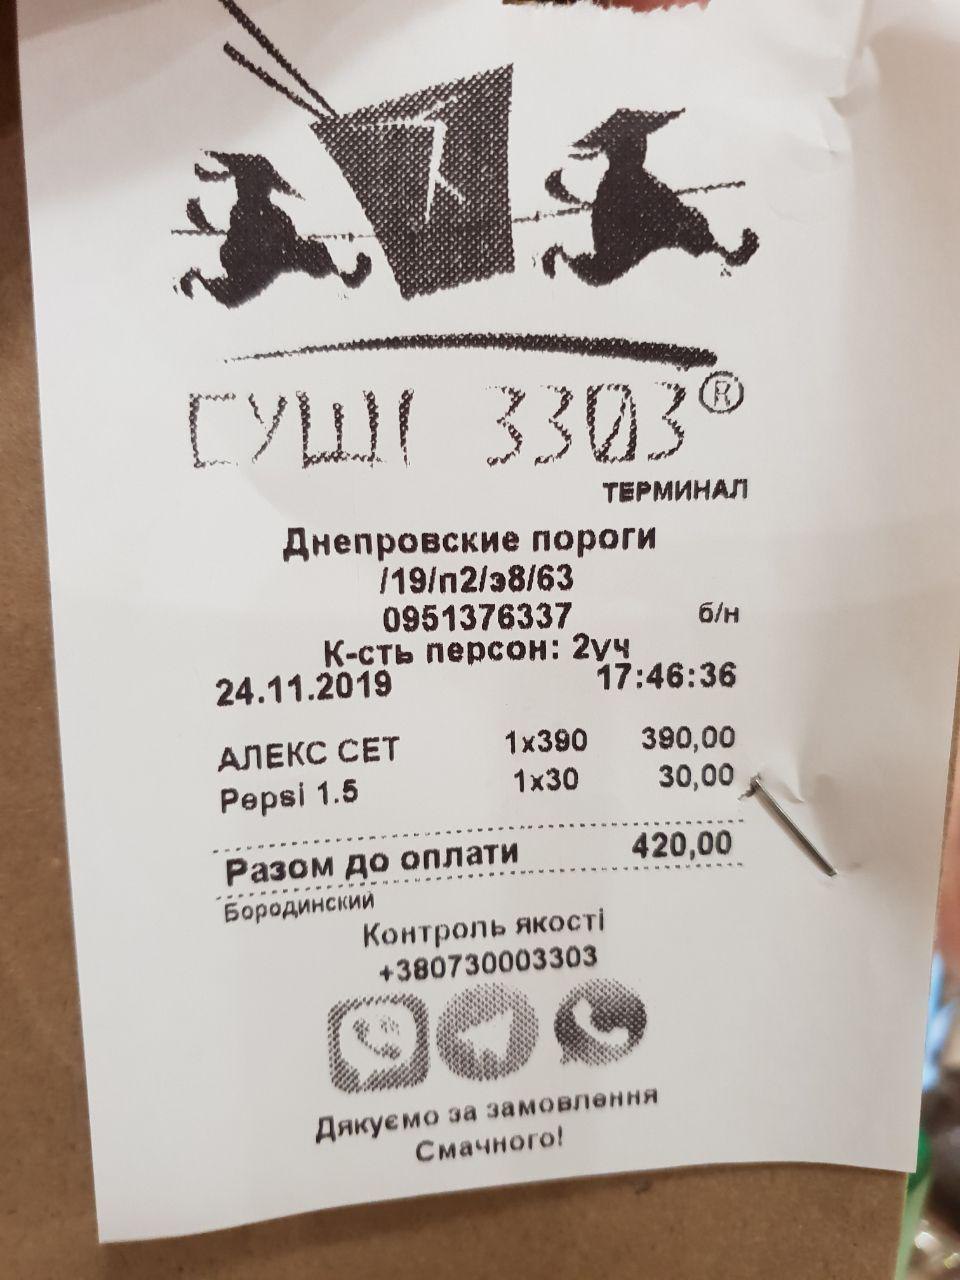 СУШІ 3303®
ТЕРМИНАЛ
Днепровские пороги
/19/п2/э8/63
0951376337 б/н
К-сть персон: 2уч
24.11.2019 17:46:36
АЛЕКС СЕТ 1x390 390,00
Pepsi 1.5 1x30 30,00
Разом до оплати 420,00
Бородинский
Контроль якості
+380730003303
Дякуємо за замовлення
Смачного!